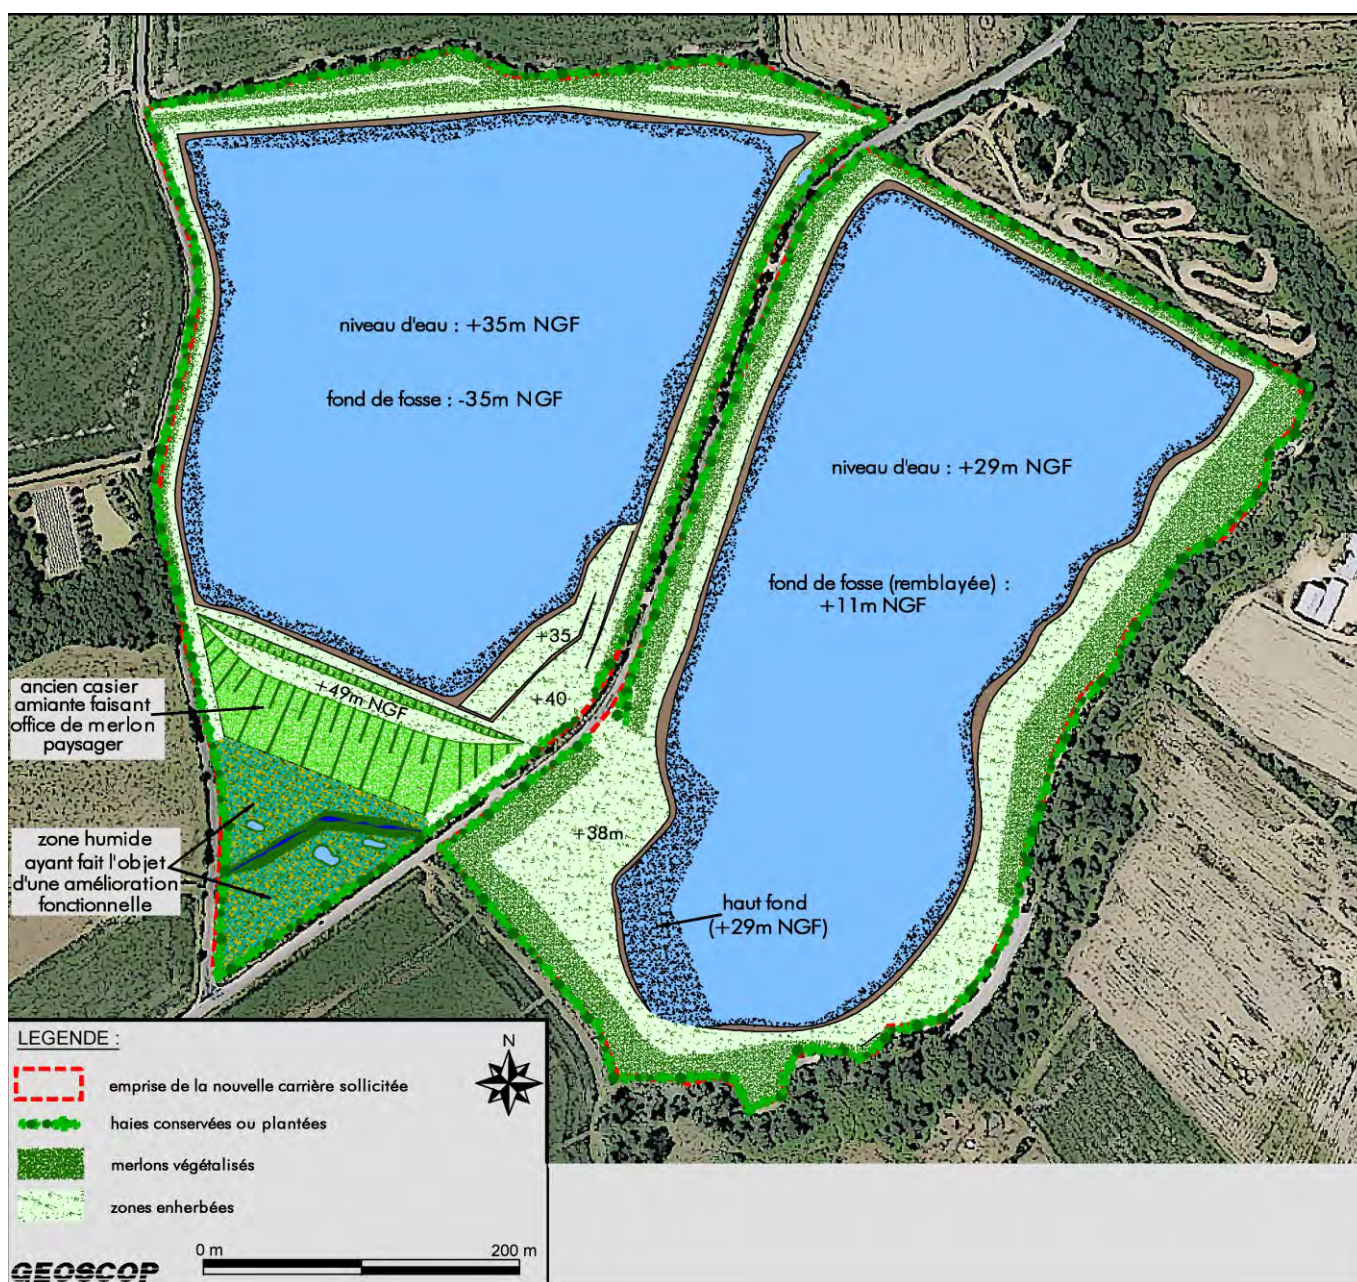 niveau d'eau : +35m NGF
fond de fosse : -35m NGF
niveau d'eau : +29m NGF
fond de fosse (remblayée) :
+11m NGF
+35
+40
+49m NGF
ancien casier
amiante faisant
office de merlon
paysager
+38m
zone humide
ayant fait l'objet
d'une amélioration
fonctionnelle
haut fond
(+29m NGF)
LEGENDE :
N
emprise de la nouvelle carrière sollicitée
haies conservées ou plantées
merlons végétalisés
zones enherbées
0 m
200 m
GEOSCOP